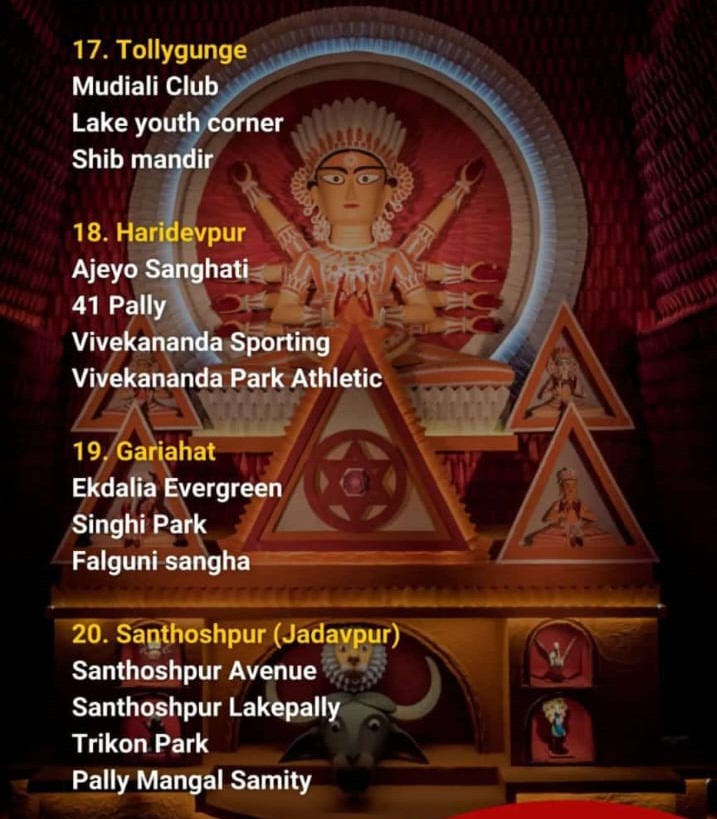 17. Tollygunge
Mudiali Club
Lake youth corner
Shib mandir
18. Haridevpur
Ajeyo Sanghati
41 Pally
Vivekananda Sporting
Vivekananda Park Athletic
19. Gariahat
Ekdalia Evergreen
Singhi Park
Falguni sangha
20. Santhoshpur (Jadavpur)
Santhoshpur Avenue
Santhoshpur Lakepally
Trikon Park
Pally Mangal Samity